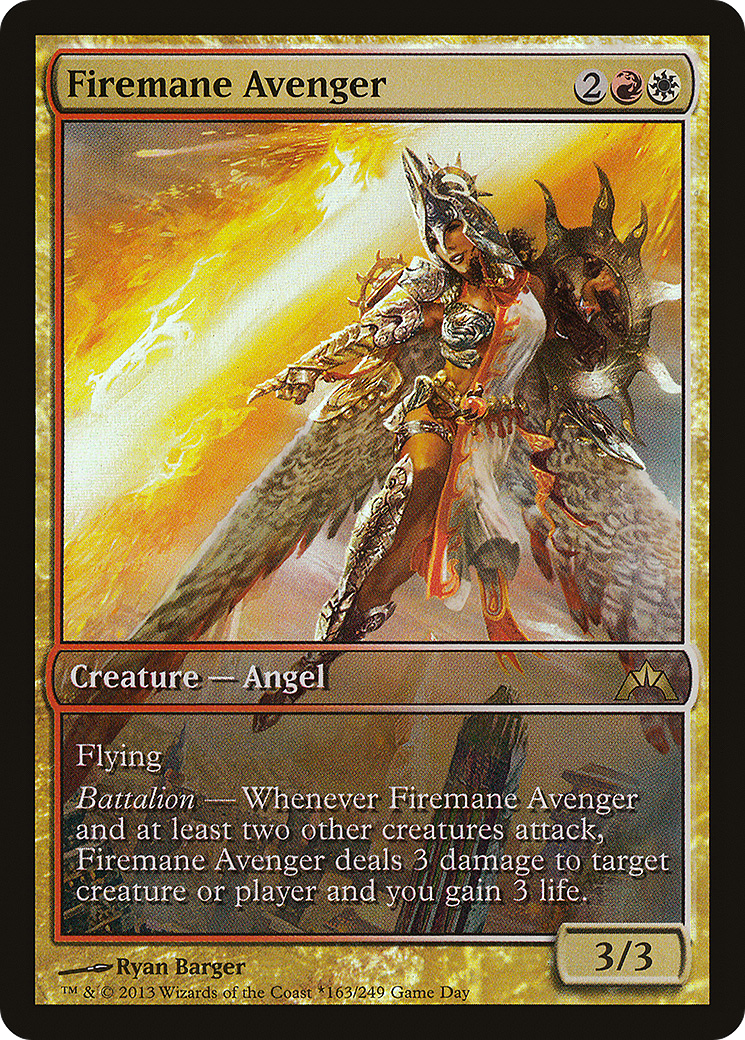 Firemane Avenger 2
Creature — Angel
Flying
Battalion — Whenever Firemane Avenger
and at least two other creatures attack,
Firemane Avenger deals 3 damage to target
creature or player and you gain 3 life.
3/3
Ryan Barger
™ & © 2013 Wizards of the Coast *163/249 Game Day